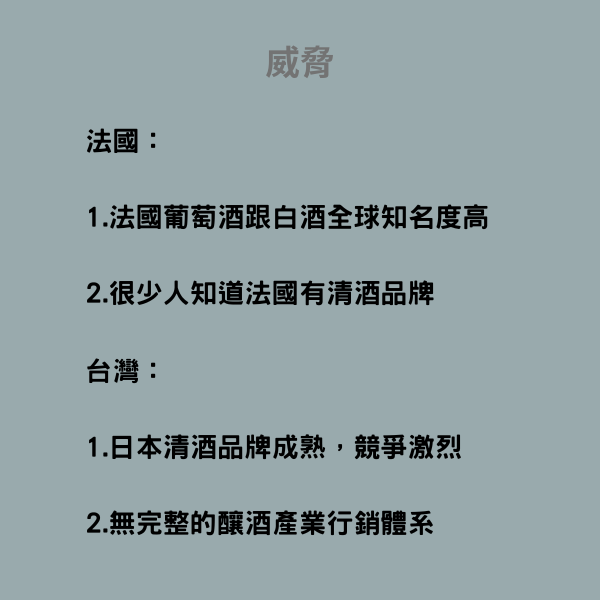 威脅
法國：
1.法國葡萄酒跟白酒全球知名度高
2.很少人知道法國有清酒品牌
台灣：
1.日本清酒品牌成熟，競爭激烈
2.無完整的釀酒產業行銷體系